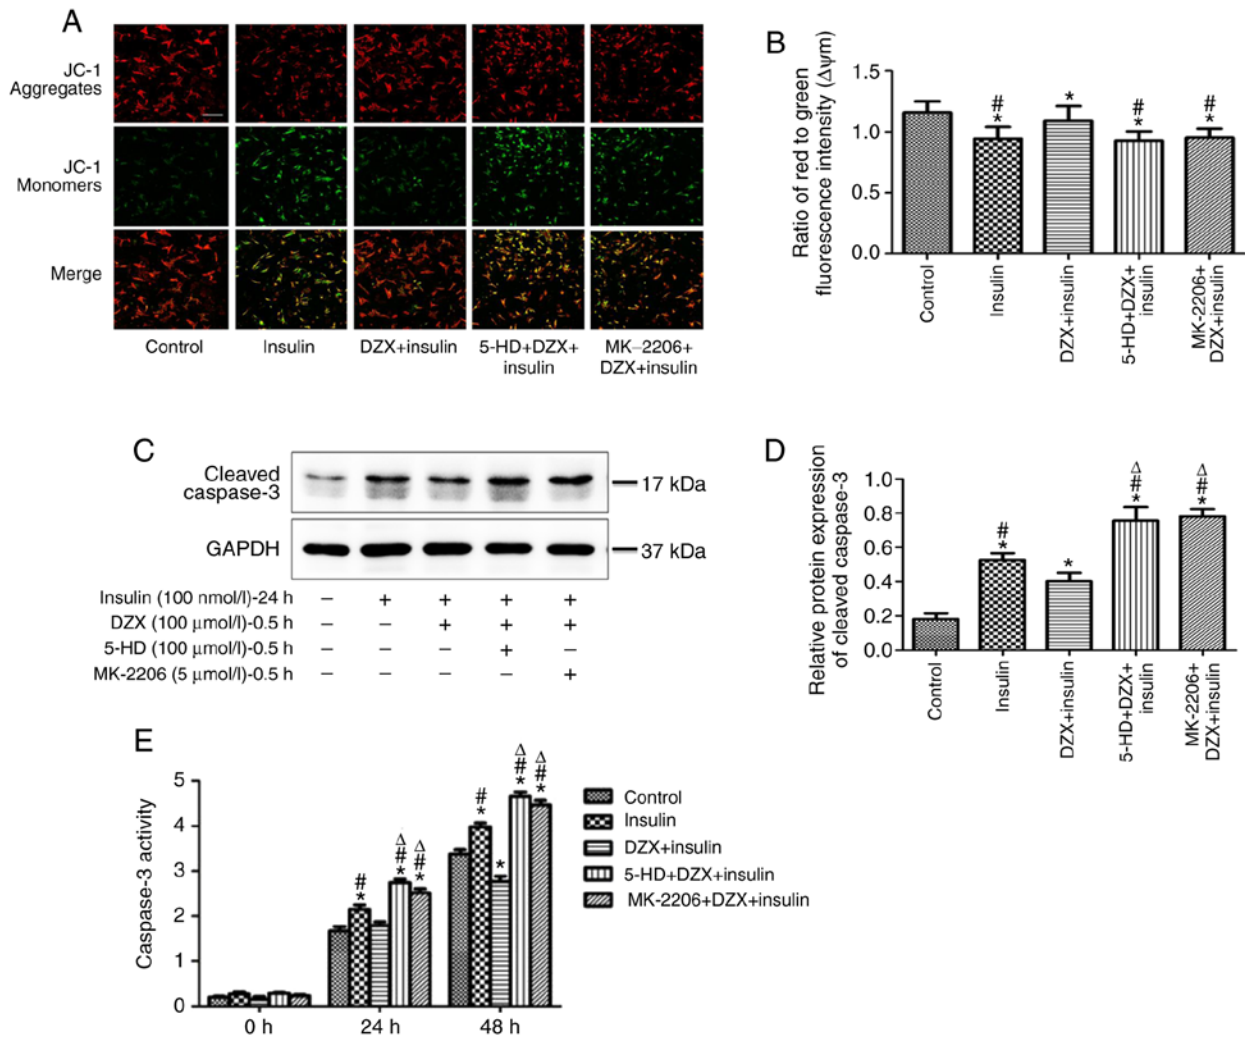 A
JC-1
Aggregates
JC-1
Monomers
Merge
Control
Insulin
DZX+insulin
5-HD+DZX+
insulin
MK–2206+
DZX+insulin
B
Ratio of red to green
fluorescence intensity (Δψm)
1.5
1.0
0.5
0.0
#
*
*
#
*
#
*
Control
Insulin
DZX+insulin
5-HD+DZX+
insulin
MK-2206+
DZX+insulin
C
Cleaved
caspase-3
17 kDa
GAPDH
37 kDa
Insulin (100 nmol/l)-24 h – + + + +
DZX (100 μmol/l)-0.5 h – – + + +
5-HD (100 μmol/l)-0.5 h – – – + –
MK-2206 (5 μmol/l)-0.5 h – – – – +
D
Relative protein expression
of cleaved caspase-3
1.0
0.8
0.6
0.4
0.2
0.0
#
*
*
Δ
#
*
Δ
#
*
Control
Insulin
DZX+insulin
5-HD+DZX+
insulin
MK-2206+
DZX+insulin
E
Caspase-3 activity
5
4
3
2
1
0
#
*
Δ
#
*
Δ
#
*
#
*
*
Δ
#
*
Δ
#
*
0 h
24 h
48 h
Control
Insulin
DZX+insulin
5-HD+DZX+insulin
MK-2206+DZX+insulin